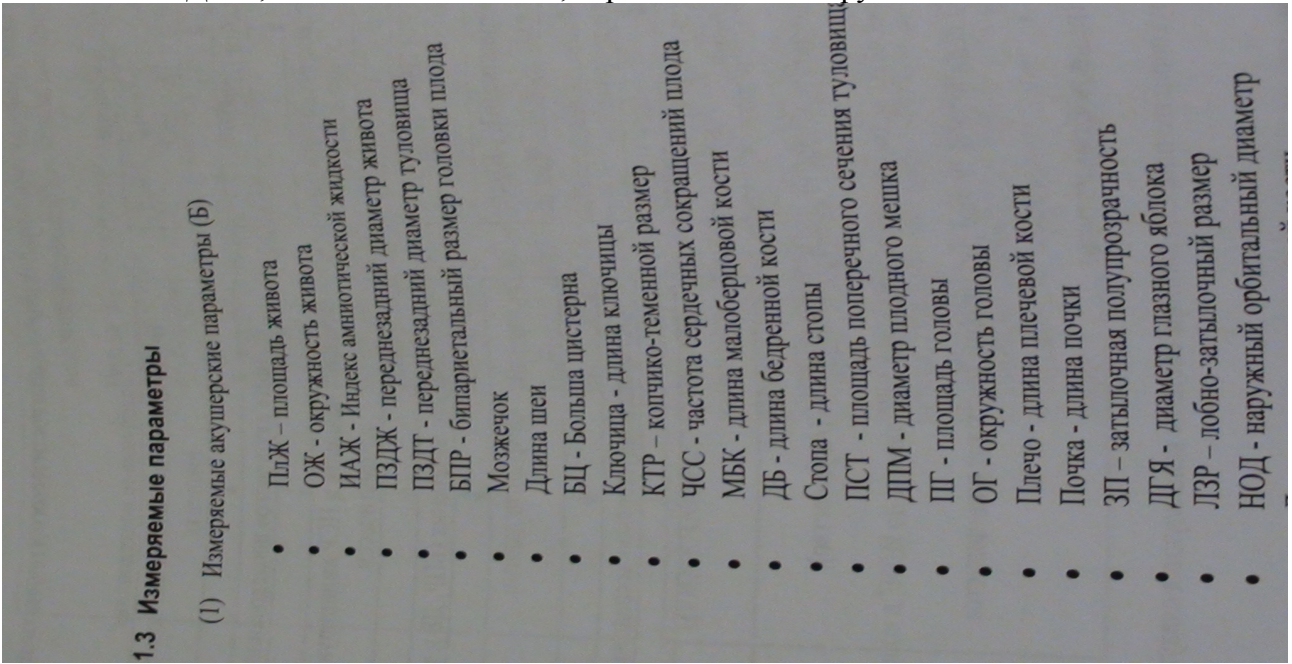 1.3 Измеряемые параметры
(1) Измеряемые акушерские параметры (Б)
• ПлЖ – площадь живота
• ОЖ - окружность живота
• ИАЖ - Индекс амниотической жидкости
• ПЗДЖ - переднезадний диаметр живота
• ПЗДТ - переднезадний диаметр туловища
• БПР - бипариетальный размер головки плода
• Мозжечок
• Длина шеи
• БЦ - Больша цистерна
• Ключица - длина ключицы
• КТР – копчико-теменной размер
• ЧСС - частота сердечных сокращений плода
• МБК - длина малоберцовой кости
• ДБ - длина бедренной кости
• Стопа - длина стопы
• ПСТ - площадь поперечного сечения туловища
• ДПМ - диаметр плодного мешка
• ПГ - площадь головы
• ОГ - окружность головы
• Плечо - длина плечевой кости
• Почка - длина почки
• ЗП – затылочная полупрозрачность
• ДГЯ - диаметр глазного яблока
• ЛЗР – лобно-затылочный размер
• НОД - наружный орбитальный диаметр